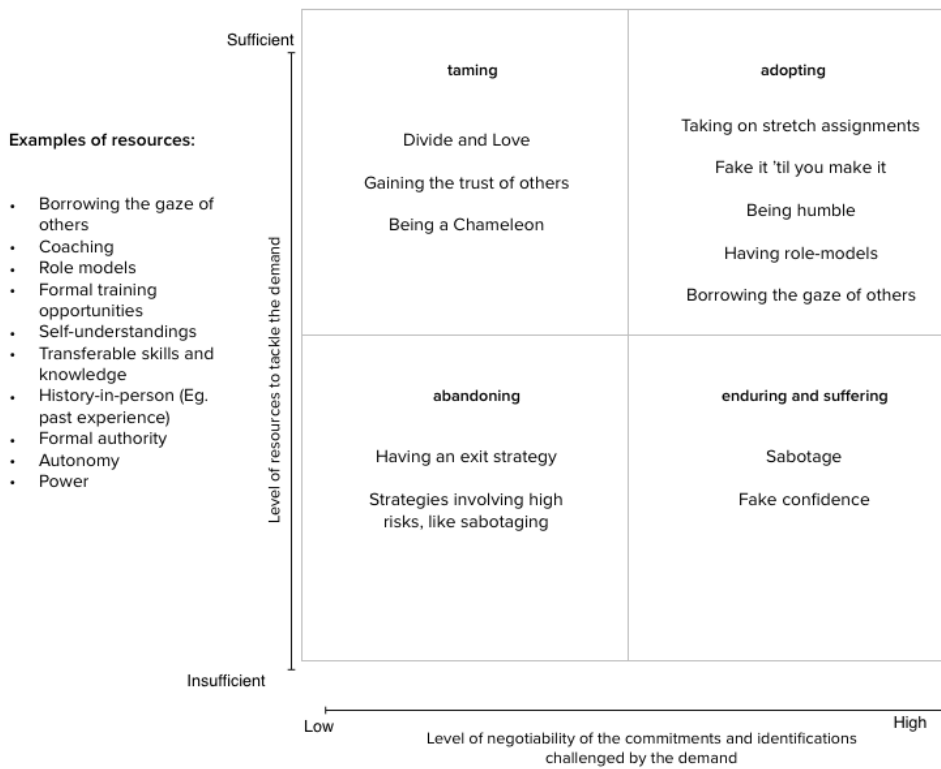 Sufficient
Examples of resources:
• Borrowing the gaze of
others
• Coaching
• Role models
• Formal training
opportunities
• Self-understandings
• Transferable skills and
knowledge
• History-in-person (Eg.
past experience)
• Formal authority
• Autonomy
• Power
Level of resources to tackle the demand
taming
Divide and Love
Gaining the trust of others
Being a Chameleon
adopting
Taking on stretch assignments
Fake it ’til you make it
Being humble
Having role-models
Borrowing the gaze of others
abandoning
Having an exit strategy
Strategies involving high
risks, like sabotaging
enduring and suffering
Sabotage
Fake confidence
Insufficient
Low
High
Level of negotiability of the commitments and identifications
challenged by the demand